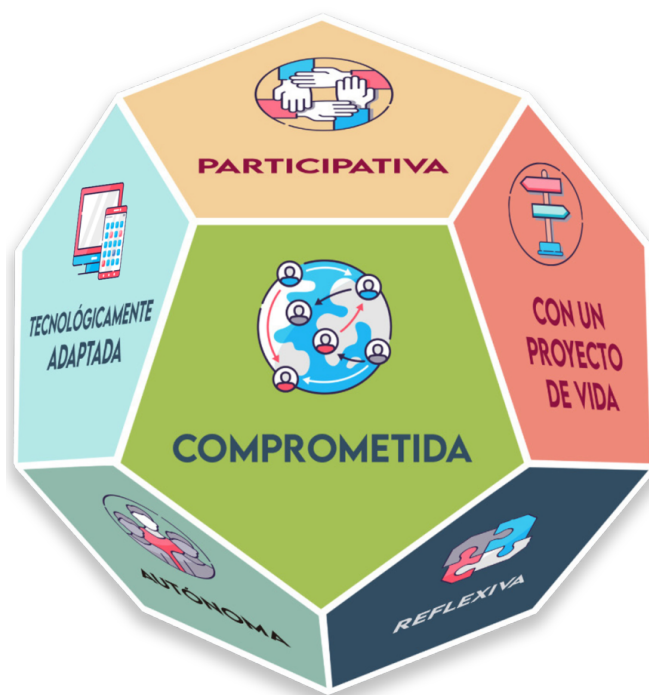 PARTICIPATIVA
TECNOLÓGICAMENTE
ADAPTADA
CON UN
PROYECTO
DE VIDA
COMPROMETIDA
AUTÓNOMA
REFLEXIVA